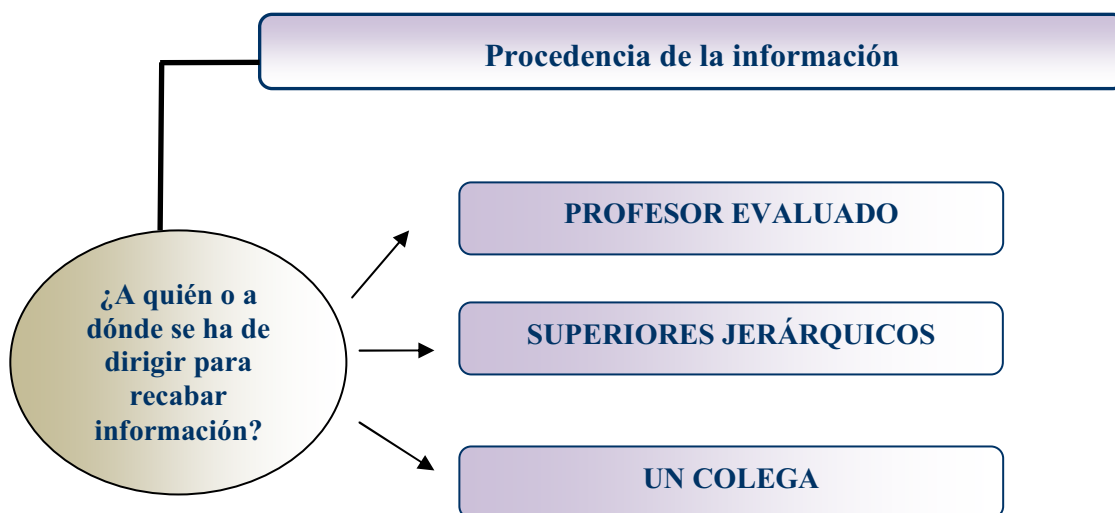 Procedencia de la información
PROFESOR EVALUADO
¿A quién o a
dónde se ha de
dirigir para
recabar
información?
SUPERIORES JERÁRQUICOS
UN COLEGA